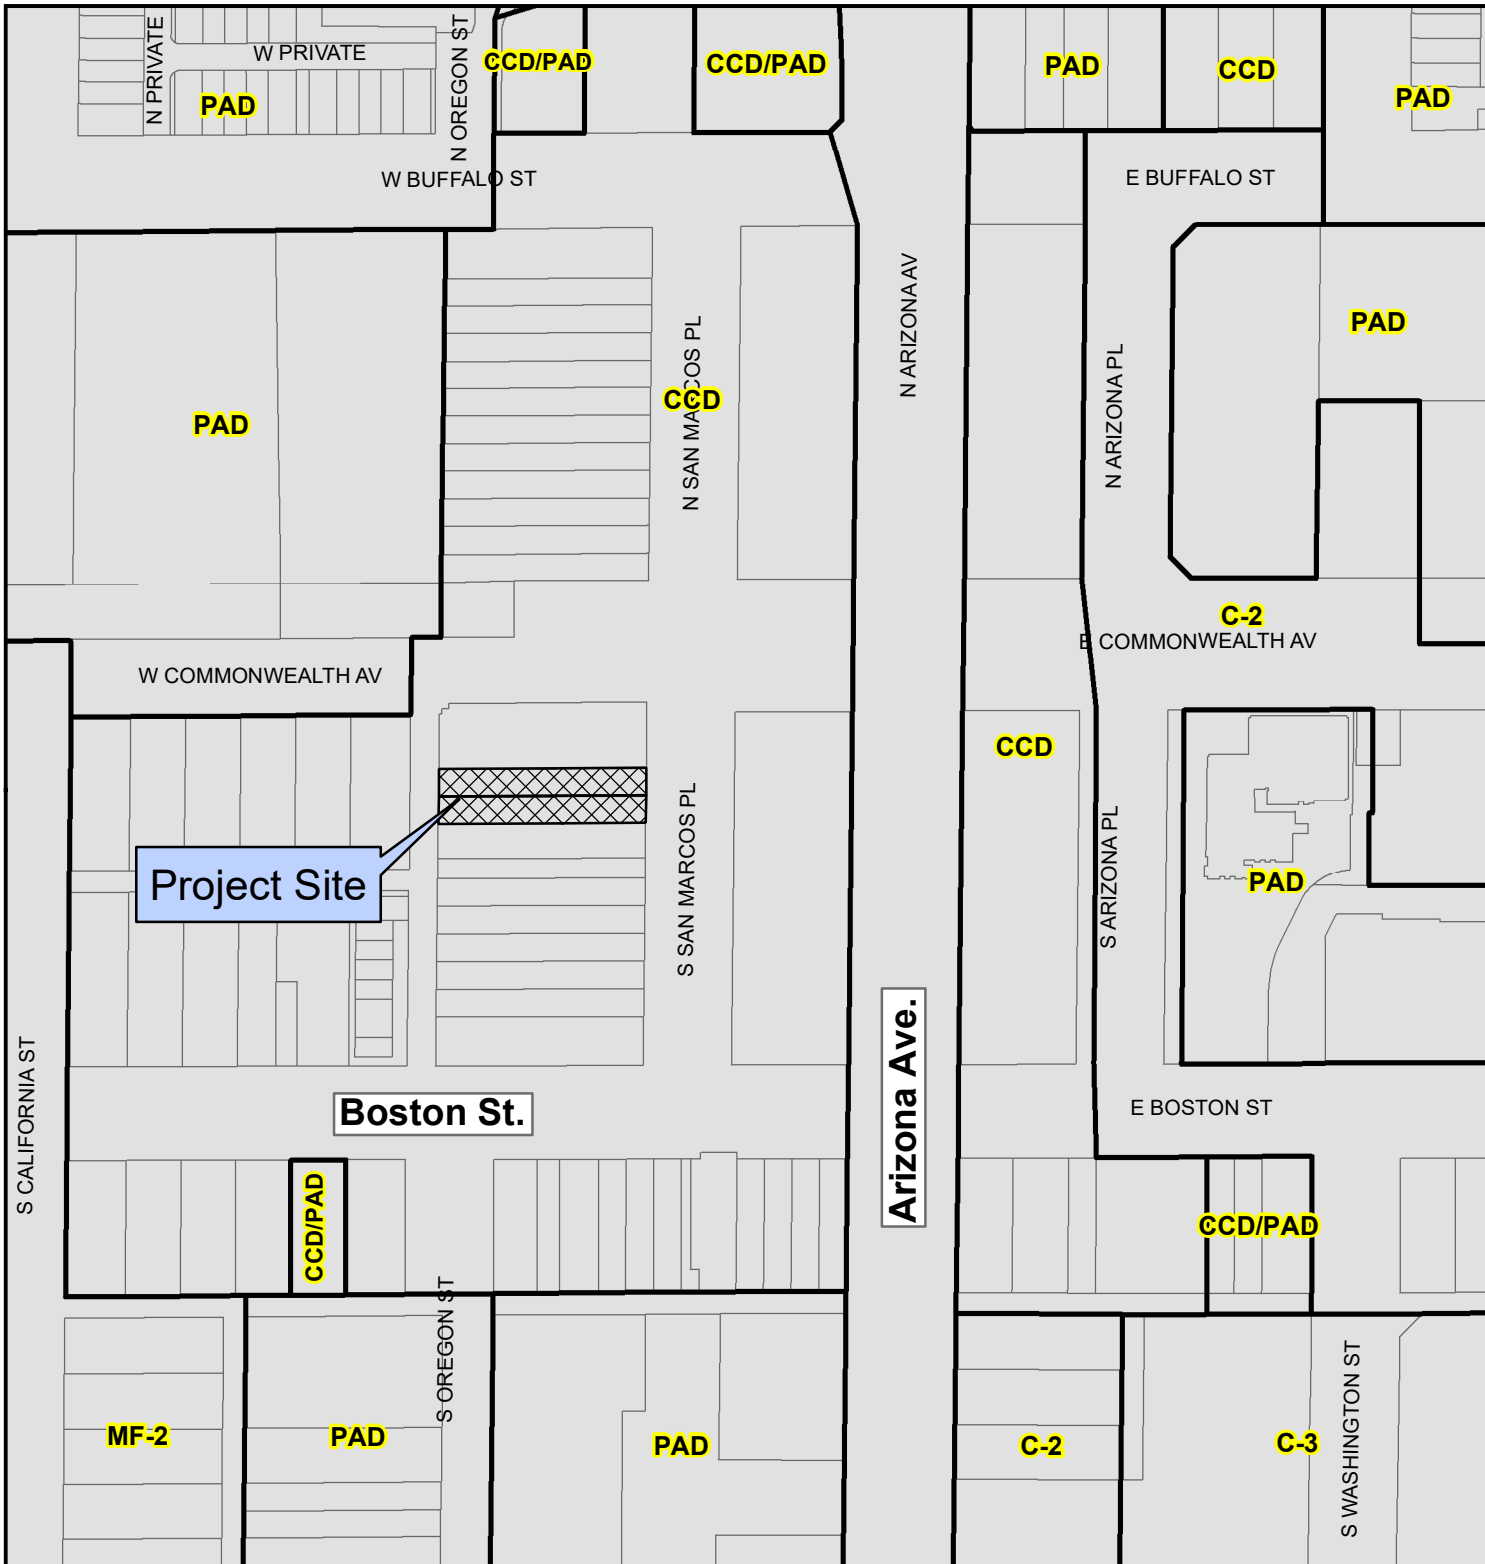 N PRIVATE
W PRIVATE
PAD
N OREGON ST
CCD/PAD
CCD/PAD
PAD
CCD
PAD
W BUFFALO ST
E BUFFALO ST
PAD
N SAN MARCOS PL
CCD
N ARIZONA AV
N ARIZONA PL
PAD
C-2
E COMMONWEALTH AV
W COMMONWEALTH AV
CCD
Project Site
S SAN MARCOS PL
S ARIZONA PL
PAD
S CALIFORNIA ST
Boston St.
Arizona Ave.
E BOSTON ST
CCD/PAD
CCD/PAD
S OREGON ST
MF-2
PAD
PAD
C-2
C-3
S WASHINGTON ST